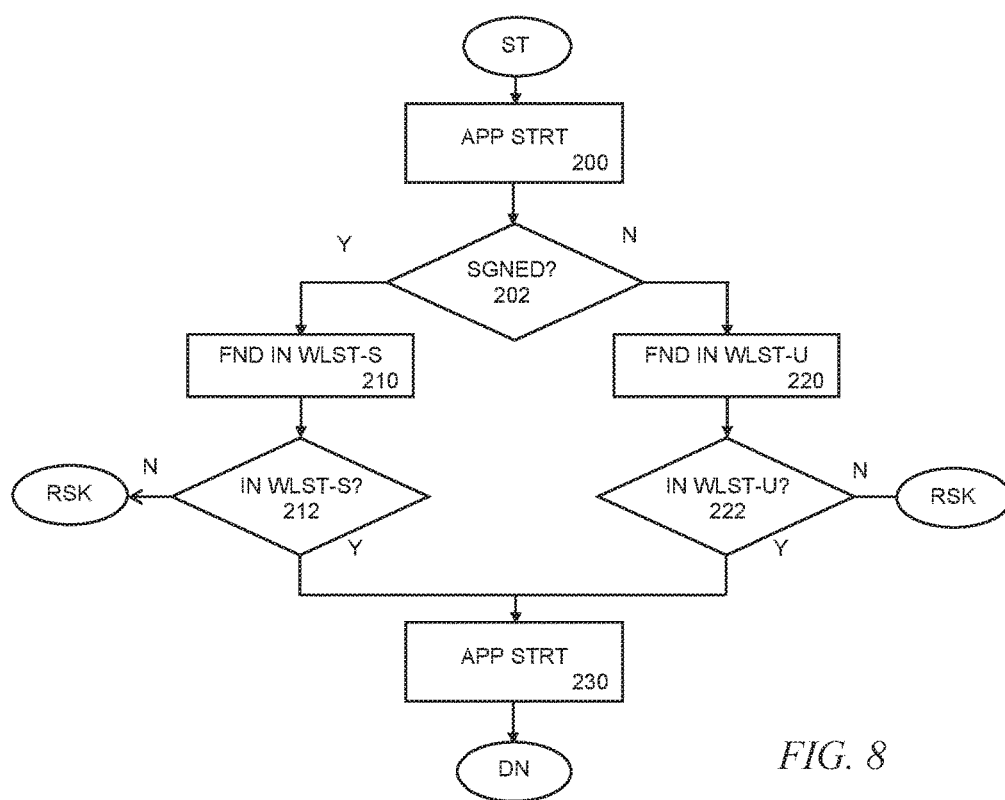 ST
APP STRT
200
Y
N
SGNED?
202
FND IN WLST-S
210
FND IN WLST-U
220
N
N
RSK
IN WLST-S?
212
IN WLST-U?
222
RSK
Y
Y
APP STRT
230
DN
FIG. 8